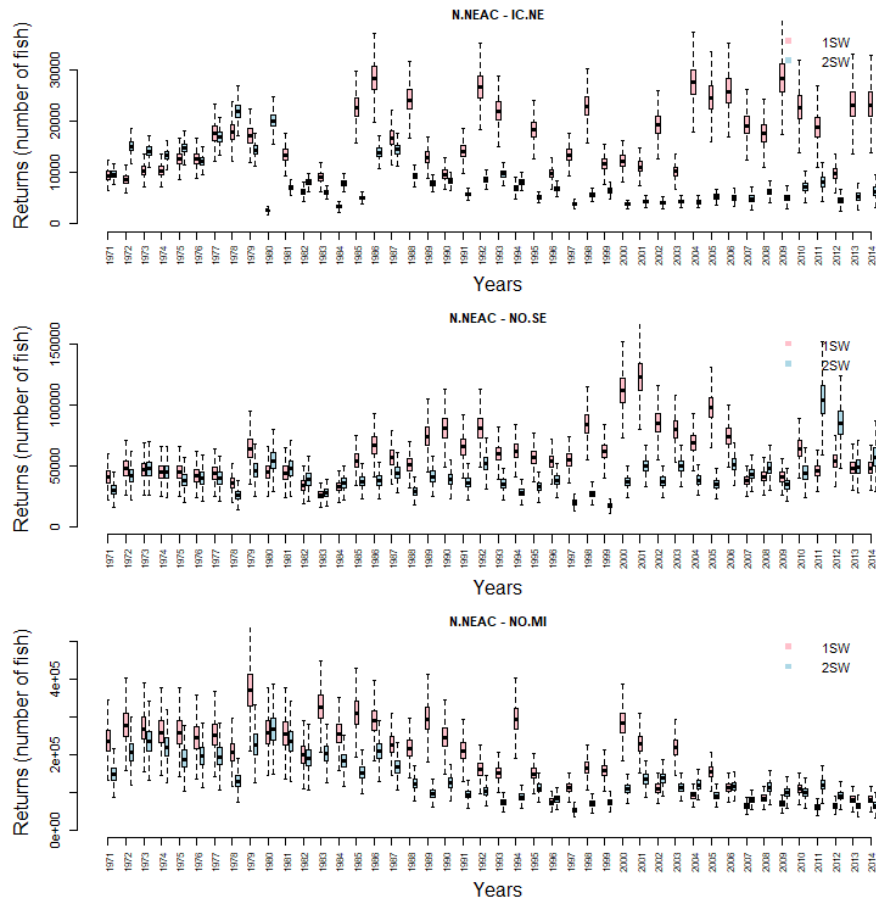 N.NEAC - IC.NE
1SW
2SW
Returns (number of fish)
30000
20000
10000
0
1971 1972 1973 1974 1975 1976 1977 1978 1979 1980 1981 1982 1983 1984 1985 1986 1987 1988 1989 1990 1991 1992 1993 1994 1995 1996 1997 1998 1999 2000 2001 2002 2003 2004 2005 2006 2007 2008 2009 2010 2011 2012 2013 2014
Years
N.NEAC - NO.SE
1SW
2SW
Returns (number of fish)
150000
100000
50000
0
1971 1972 1973 1974 1975 1976 1977 1978 1979 1980 1981 1982 1983 1984 1985 1986 1987 1988 1989 1990 1991 1992 1993 1994 1995 1996 1997 1998 1999 2000 2001 2002 2003 2004 2005 2006 2007 2008 2009 2010 2011 2012 2013 2014
Years
N.NEAC - NO.MI
1SW
2SW
Returns (number of fish)
4e+05
2e+05
0e+00
1971 1972 1973 1974 1975 1976 1977 1978 1979 1980 1981 1982 1983 1984 1985 1986 1987 1988 1989 1990 1991 1992 1993 1994 1995 1996 1997 1998 1999 2000 2001 2002 2003 2004 2005 2006 2007 2008 2009 2010 2011 2012 2013 2014
Years